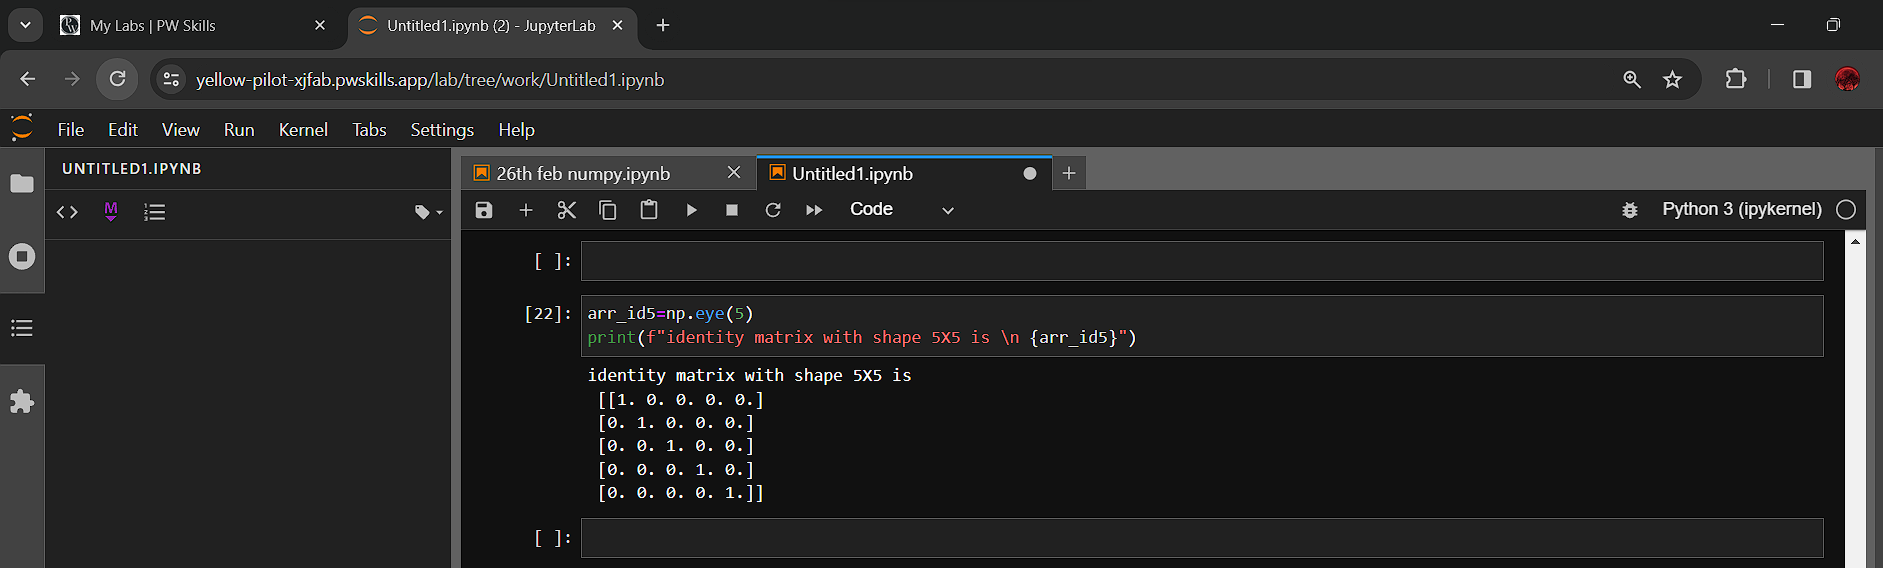 My Labs | PW Skills
Untitled1.ipynb (2) - JupyterLab
yellow-pilot-xjfab.pwskills.app/lab/tree/work/Untitled1.ipynb
File Edit View Run Kernel Tabs Settings Help
UNTITLED1.IPYNB
26th feb numpy.ipynb
Untitled1.ipynb
M
1
2
3
Code
Python 3 (ipykernel)
[ ]:
[22]: arr_id5=np.eye(5)
print(f"identity matrix with shape 5X5 is \n {arr_id5}")
identity matrix with shape 5X5 is
[[1. 0. 0. 0. 0.]
[0. 1. 0. 0. 0.]
[0. 0. 1. 0. 0.]
[0. 0. 0. 1. 0.]
[0. 0. 0. 0. 1.]]
[ ]: